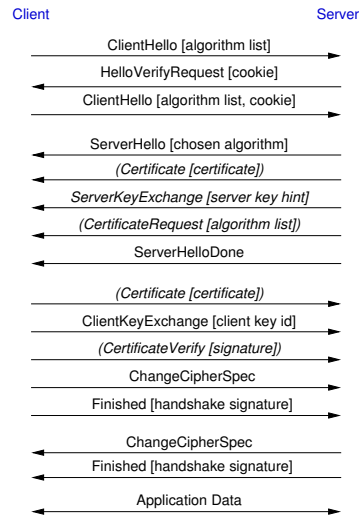 Client Server
ClientHello [algorithm list]
HelloVerifyRequest [cookie]
ClientHello [algorithm list, cookie]
ServerHello [chosen algorithm]
(Certificate [certificate])
ServerKeyExchange [server key hint]
(CertificateRequest [algorithm list])
ServerHelloDone
(Certificate [certificate])
ClientKeyExchange [client key id]
(CertificateVerify [signature])
ChangeCipherSpec
Finished [handshake signature]
ChangeCipherSpec
Finished [handshake signature]
Application Data